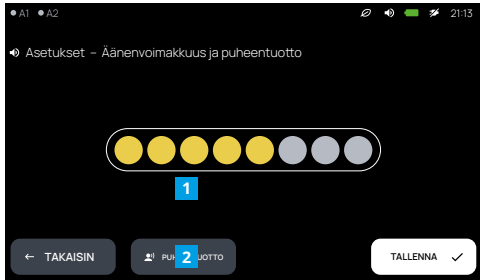 A1 A2 21:13
Asetukset – Äänenvoimakkuus ja puheentuotto
1
← TAKAISIN
2
TALLENNA ✓